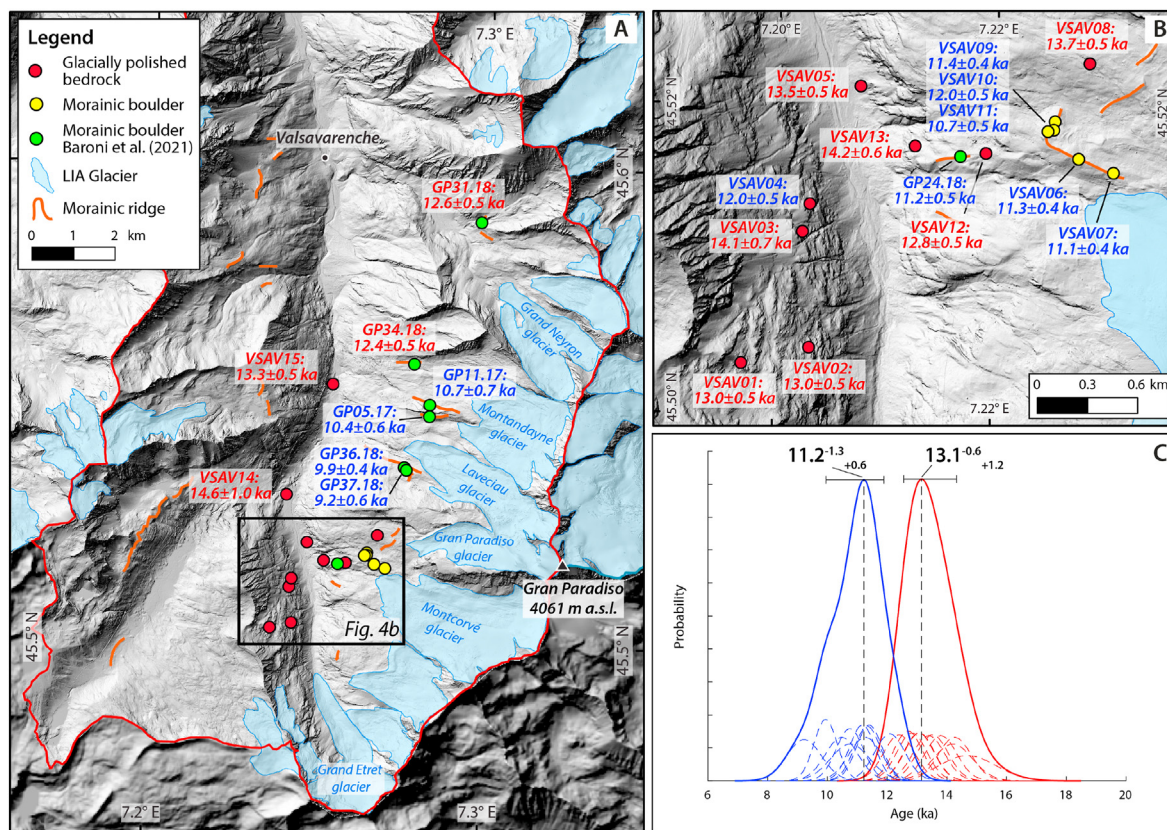 A
Legend
Glacially polished
bedrock
Morainic boulder
Morainic boulder
Baroni et al. (2021)
LIA Glacier
Morainic ridge
0 1 2 km
7.3° E
Valsavarenche
45.6° N
GP31.18:
12.6±0.5 ka
Grand Neyron
glacier
GP34.18:
12.4±0.5 ka
VSAV15:
13.3±0.5 ka
GP11.17:
10.7±0.7 ka
GP05.17:
10.4±0.6 ka
Montandayne
glacier
GP36.18:
9.9±0.4 ka
GP37.18:
9.2±0.6 ka
Laveciau
glacier
VSAV14:
14.6±1.0 ka
Gran Paradiso
glacier
Gran Paradiso
4061 m a.s.l.
Fig. 4b
Montcorvé
glacier
45.5° N
45.5° N
Grand Etret
glacier
7.2° E
7.3° E
B
7.20° E
7.22° E
VSAV08:
13.7±0.5 ka
VSAV09:
11.4±0.4 ka
VSAV10:
12.0±0.5 ka
VSAV11:
10.7±0.5 ka
VSAV05:
13.5±0.5 ka
45.52° N
45.52° N
VSAV13:
14.2±0.6 ka
VSAV04:
12.0±0.5 ka
GP24.18:
11.2±0.5 ka
VSAV06:
11.3±0.4 ka
VSAV03:
14.1±0.7 ka
VSAV12:
12.8±0.5 ka
VSAV07:
11.1±0.4 ka
VSAV01:
13.0±0.5 ka
VSAV02:
13.0±0.5 ka
45.50° N
7.22° E
0 0.3 0.6 km
C
11.2 -1.3 +0.6
13.1 -0.6 +1.2
Probability
6 8 10 12 14 16 18 20
Age (ka)